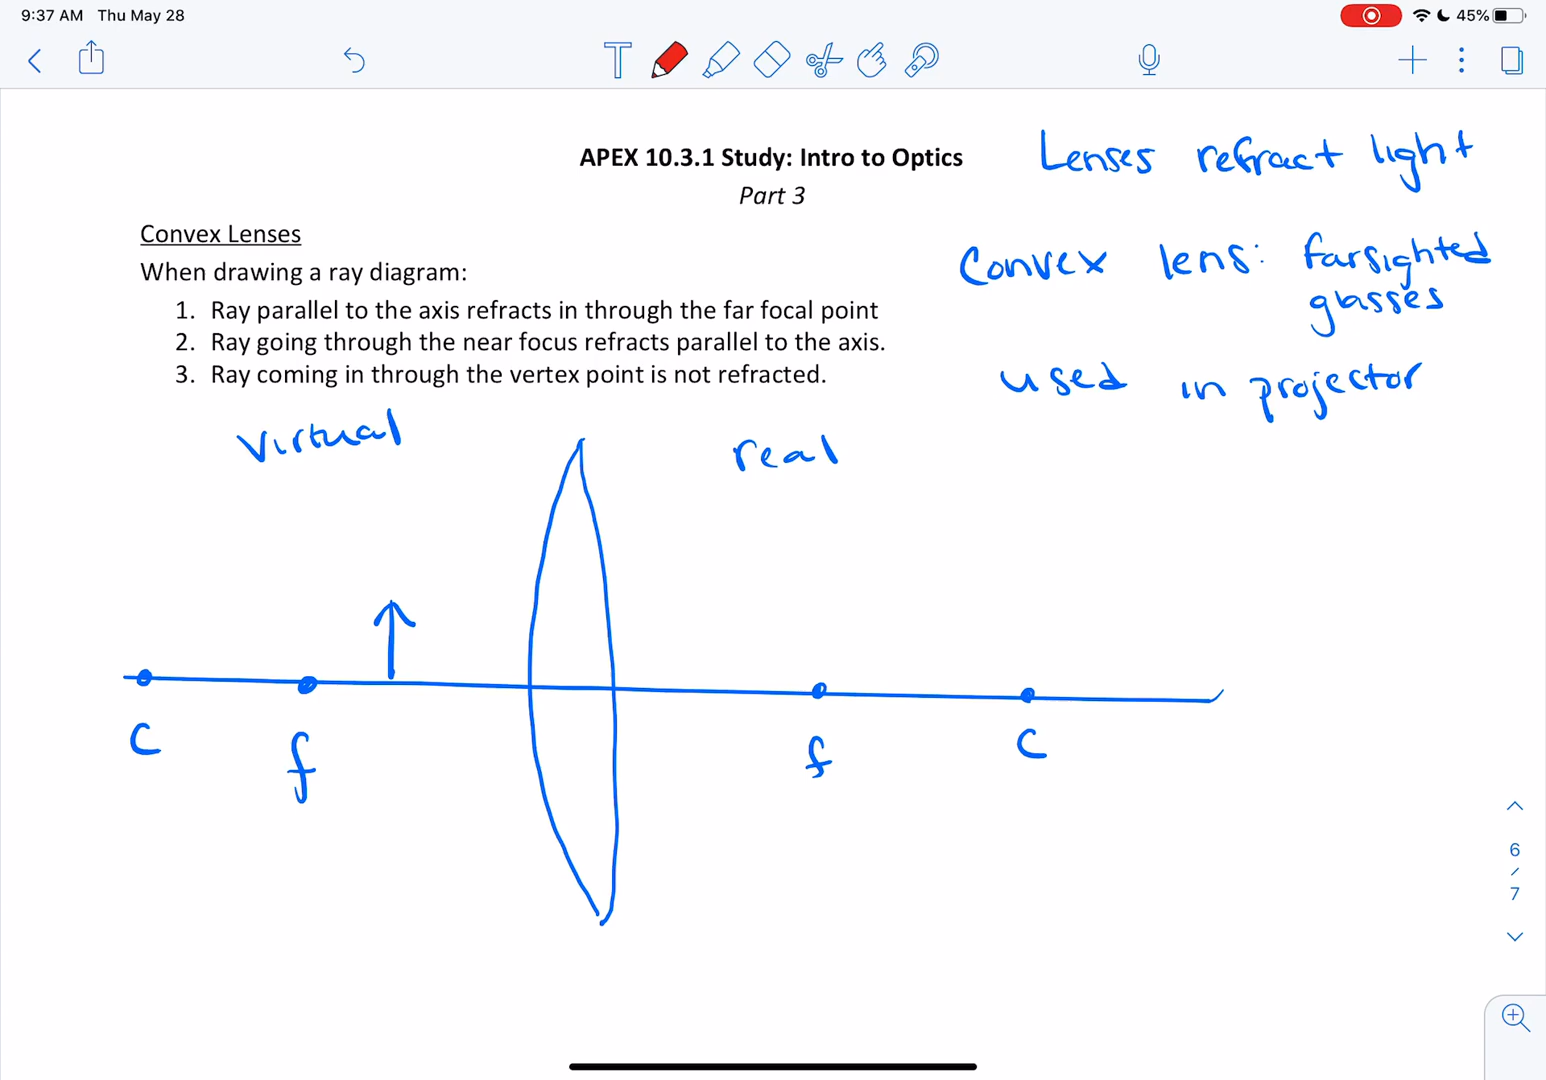 9:37 AM Thu May 28
45%
APEX 10.3.1 Study: Intro to Optics
Part 3
Lenses refract light
Convex Lenses
When drawing a ray diagram:
1. Ray parallel to the axis refracts in through the far focal point
2. Ray going through the near focus refracts parallel to the axis.
3. Ray coming in through the vertex point is not refracted.
Convex lens: farsighted
glasses
used in projector
Virtual
real
C
f
f
C
T
6
/
7